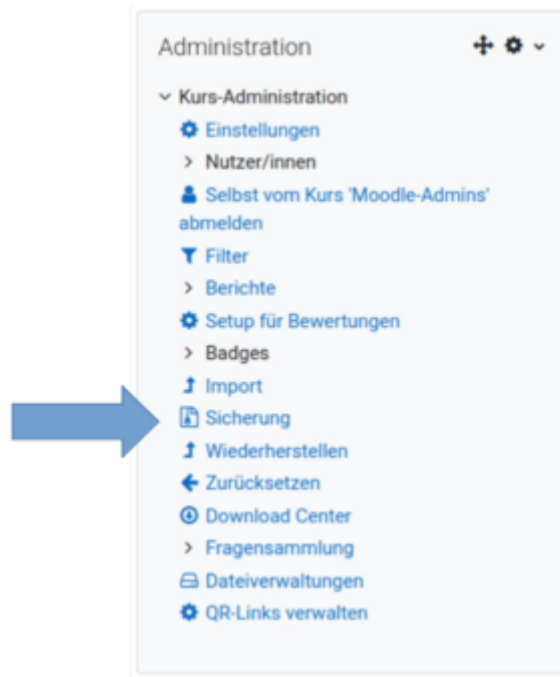 Administration
Kurs-Administration
Einstellungen
Nutzer/innen
Selbst vom Kurs 'Moodle-Admins'
abmelden
Filter
Berichte
Setup für Bewertungen
Badges
Import
Sicherung
Wiederherstellen
Zurücksetzen
Download Center
Fragensammlung
Dateiverwaltungen
QR-Links verwalten